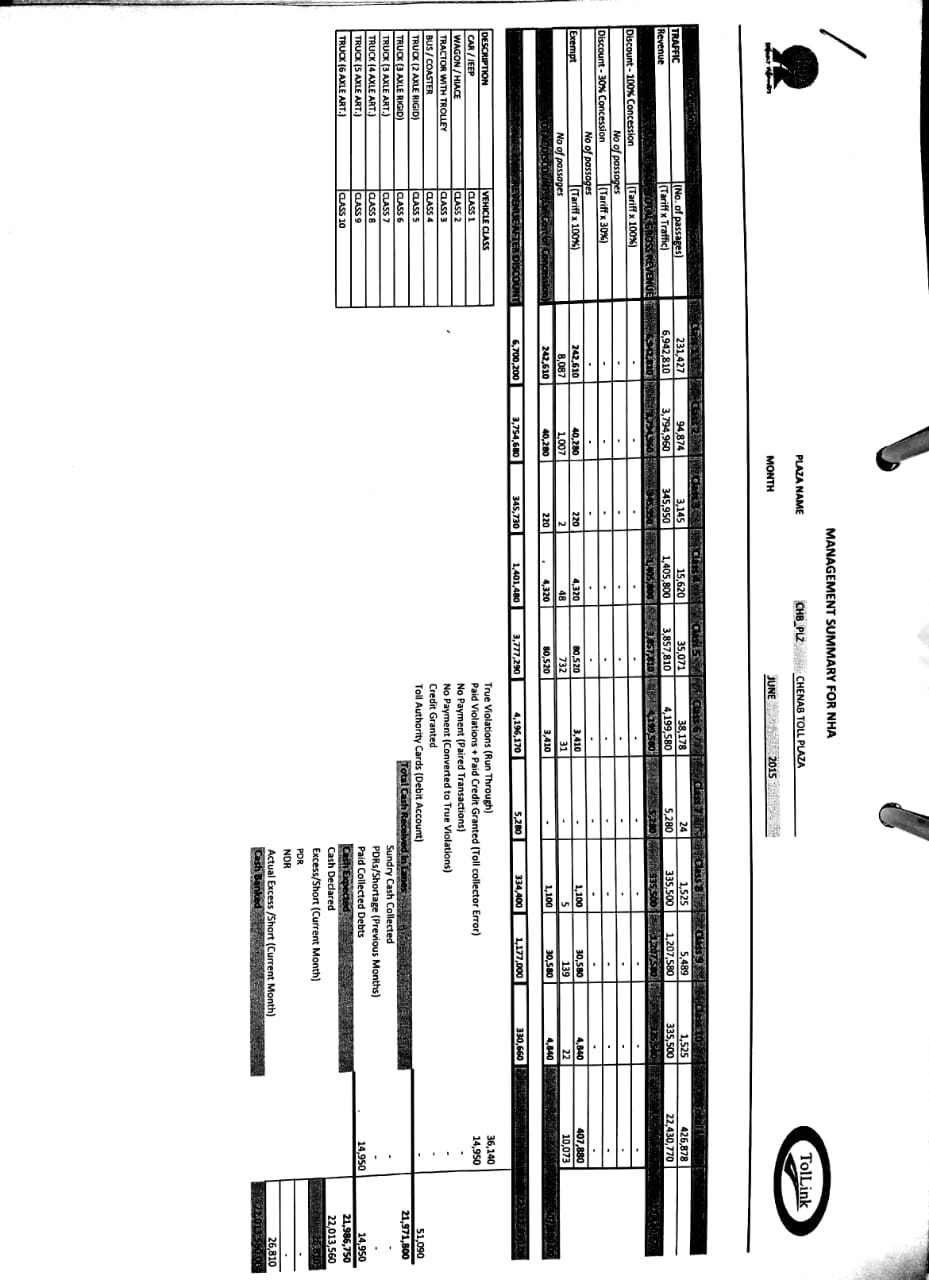 MANAGEMENT SUMMARY FOR NHA
TolLink
PLAZA NAME CHB_PLZ CHENAB TOLL PLAZA
MONTH JUNE 2015
Class 1 Class 2 Class 3 Class 4 Class 5 Class 6 Class 7 Class 8 Class 9 Class 10
TRAFFIC (No. of passages) 231,427 94,874 3,145 15,620 35,071 38,178 24 1,525 5,489 1,525 426,878
Revenue (Tariff x Traffic) 6,942,810 3,794,960 345,950 1,405,800 3,857,810 4,199,580 5,280 335,500 1,207,580 335,500 22,430,770
TOTAL GROSS REVENUE 6,942,810 3,794,960 345,950 1,405,800 3,857,810 4,199,580 5,280 335,500 1,207,580
Discount - 100% Concession (Tariff x 100%) - - - - - - - - - - -
No of passages - - - - - - - - - - -
Discount - 30% Concession (Tariff x 30%) - - - - - - - - - - -
No of passages - - - - - - - - - - -
Exempt (Tariff x 100%) 242,610 40,280 220 4,320 80,520 3,410 - 1,100 30,580 4,840 407,880
No of passages 8,087 1,007 2 48 732 31 - 5 139 22 10,073
242,610 40,280 220 4,320 80,520 3,410 - 1,100 30,580 4,840
REVENUE AFTER DISCOUNT 6,700,200 3,754,680 345,730 1,401,480 3,777,290 4,196,170 5,280 334,400 1,177,000 330,660
DESCRIPTION VEHICLE CLASS
CAR / JEEP CLASS 1
WAGON / HIACE CLASS 2
TRACTOR WITH TROLLEY CLASS 3
BUS / COASTER CLASS 4
TRUCK (2 AXLE RIGID) CLASS 5
TRUCK (3 AXLE RIGID) CLASS 6
TRUCK (3 AXLE ART.) CLASS 7
TRUCK (4 AXLE ART.) CLASS 8
TRUCK (5 AXLE ART.) CLASS 9
TRUCK (6 AXLE ART.) CLASS 10
True Violations (Run Through) 36,140
Paid Violations + Paid Credit Granted (Toll collector Error) 14,950
No Payment (Paired Transactions) -
No Payment (Converted to True Violations) -
Credit Granted -
Toll Authority Cards (Debit Account) - 51,090
Total Cash Received in Lanes 21,971,800
Sundry Cash Collected - -
PDRs/Shortage (Previous Months) - -
Paid Collected Debts 14,950 14,950
Cash Expected 21,986,750
Cash Declared 22,013,560
Excess/Short (Current Month) 26,810
PDR -
NDR -
Actual Excess /Short (Current Month) 26,810
Cash Banked 22,013,560.00